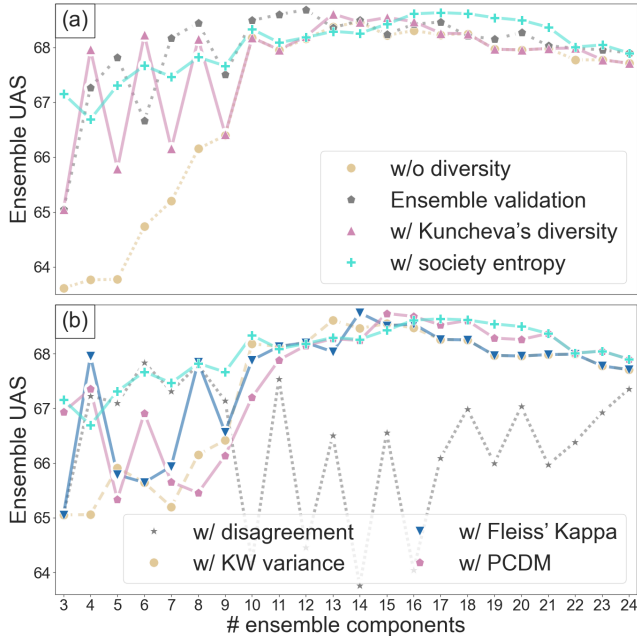 (a)
Ensemble UAS
68
67
66
65
64
w/o diversity
Ensemble validation
w/ Kuncheva's diversity
w/ society entropy
(b)
Ensemble UAS
68
67
66
65
64
w/ disagreement
w/ KW variance
w/ Fleiss' Kappa
w/ PCDM
3 4 5 6 7 8 9 10 11 12 13 14 15 16 17 18 19 20 21 22 23 24
# ensemble components